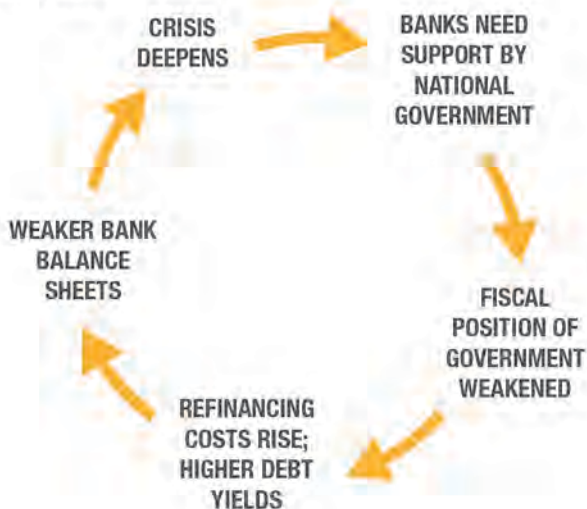 CRISIS
DEEPENS
BANKS NEED
SUPPORT BY
NATIONAL
GOVERNMENT
FISCAL
POSITION OF
GOVERNMENT
WEAKENED
REFINANCING
COSTS RISE;
HIGHER DEBT
YIELDS
WEAKER BANK
BALANCE
SHEETS